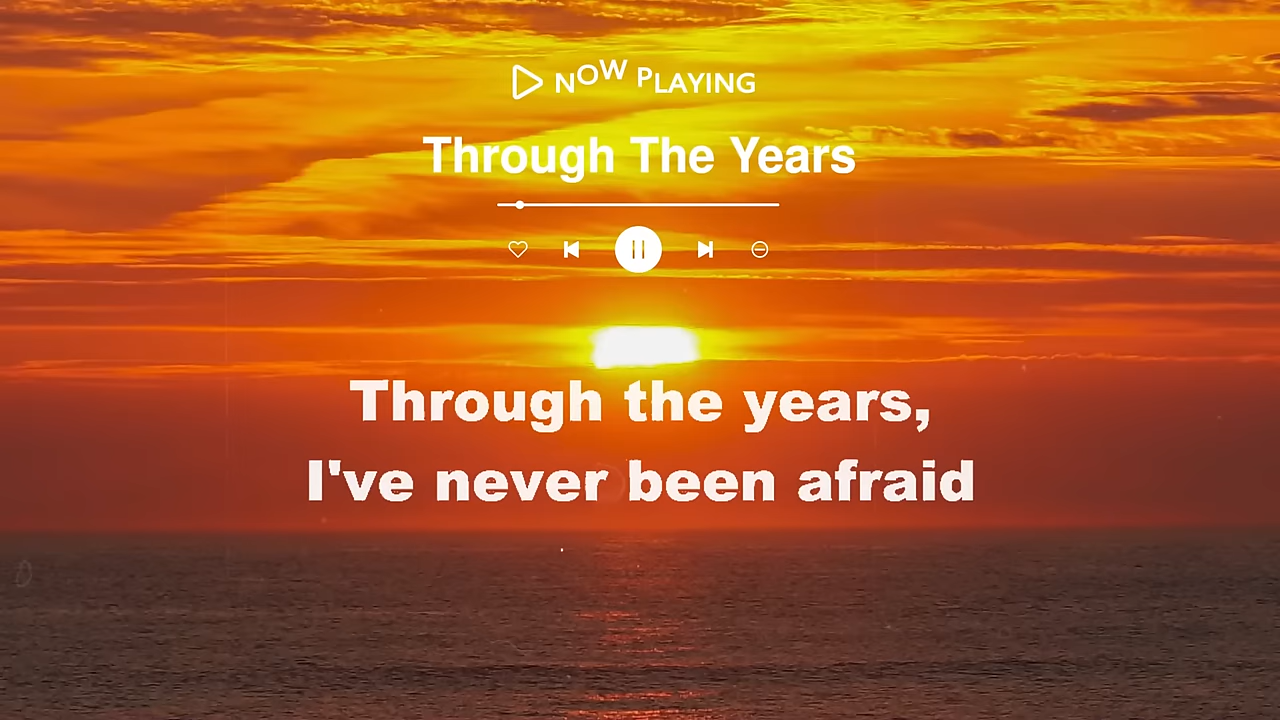 NOW PLAYING
Through The Years
Through the years,
I've never been afraid